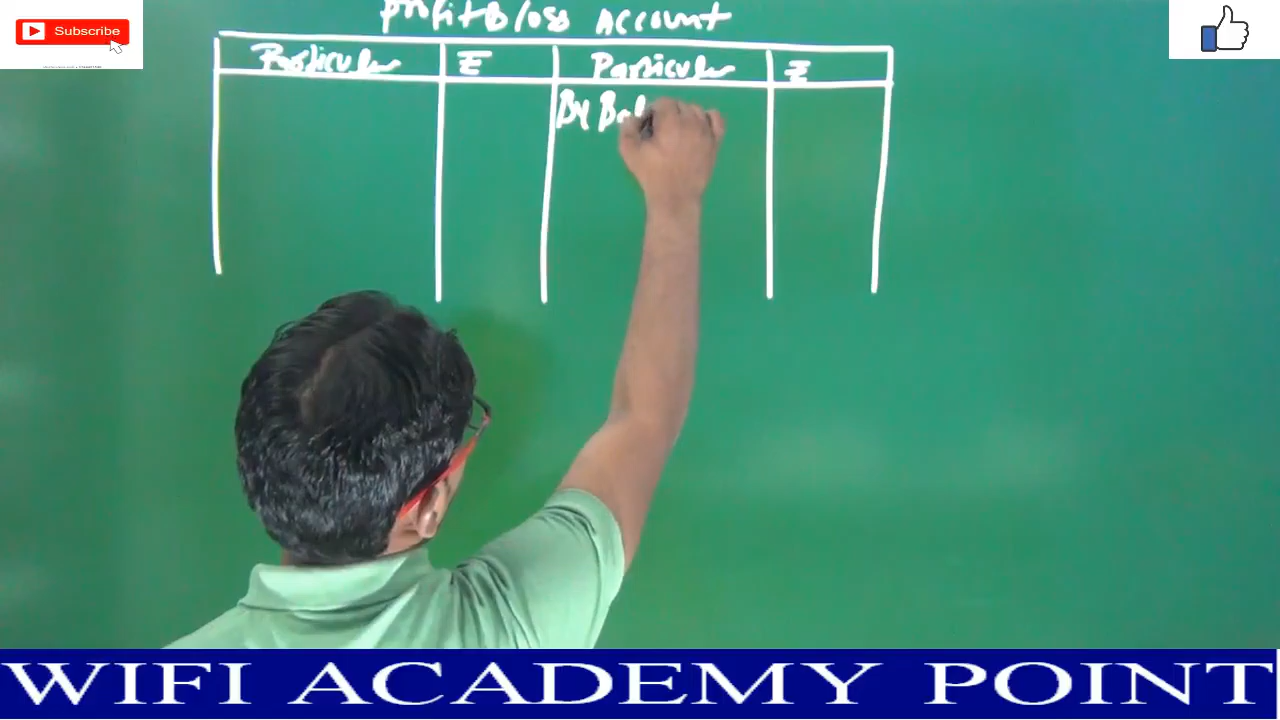 Subscribe
Profit & loss Account
Particular ₹ Particular ₹
By Bal
WIFI ACADEMY POINT